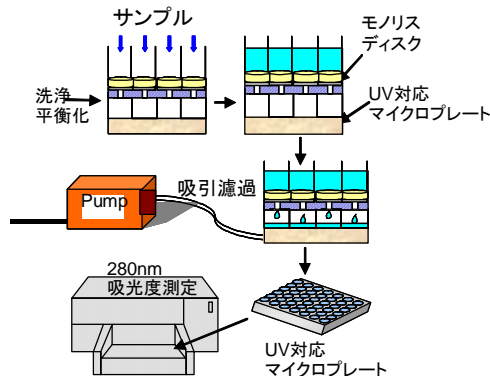 サンプル
モノリス
ディスク
洗浄
平衡化
UV対応
マイクロプレート
吸引濾過
Pump
280nm
吸光度測定
UV対応
マイクロプレート